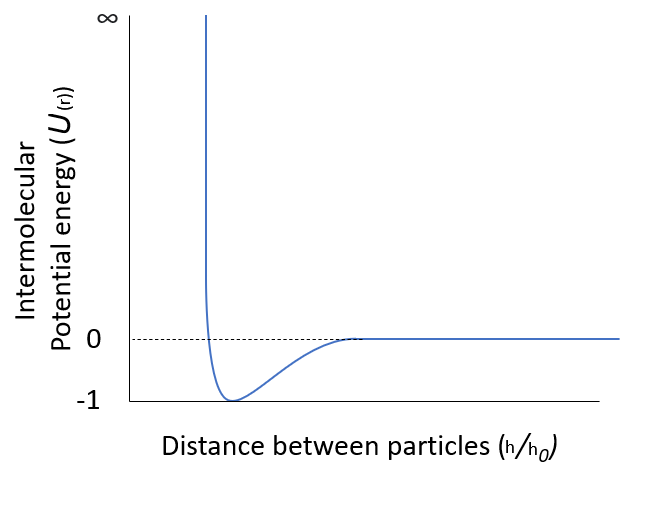 ∞
Intermolecular
Potential energy (U(r))
0
-1
Distance between particles (h/h0)